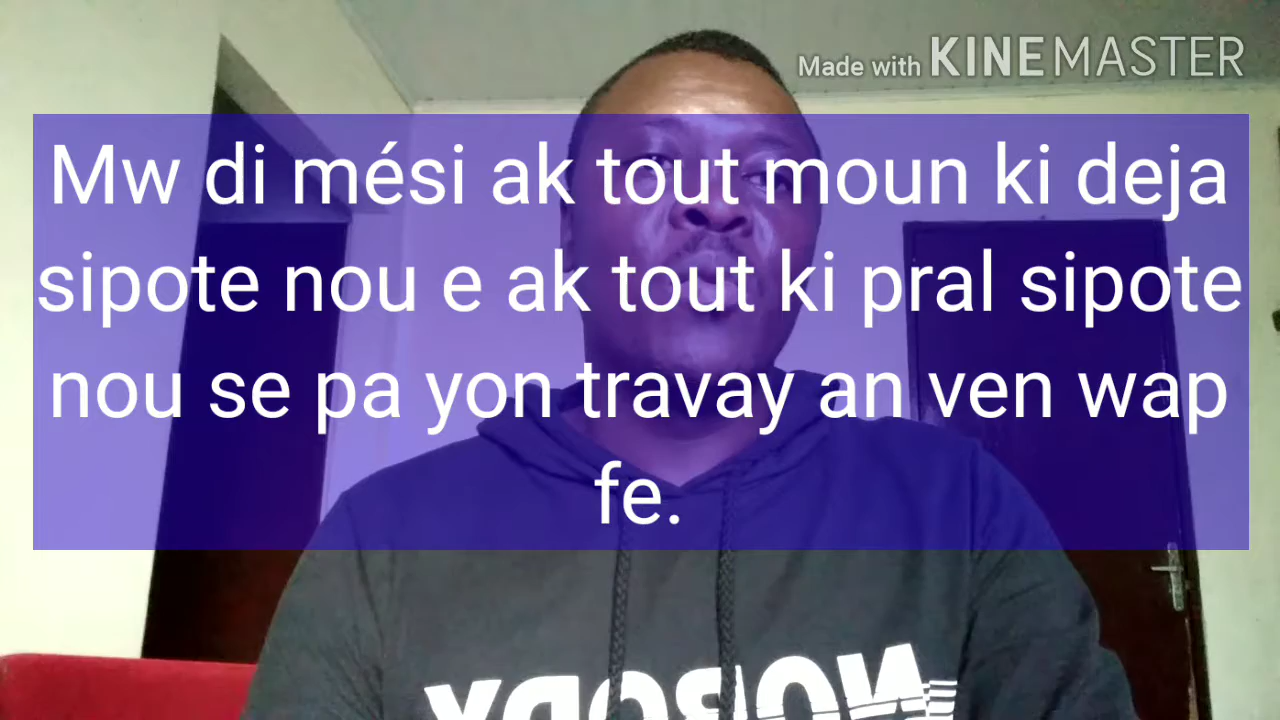 Made with KINEMASTER
Mw di mési ak tout moun ki deja
sipote nou e ak tout ki pral sipote
nou se pa yon travay an ven wap
fe.
NOBODY